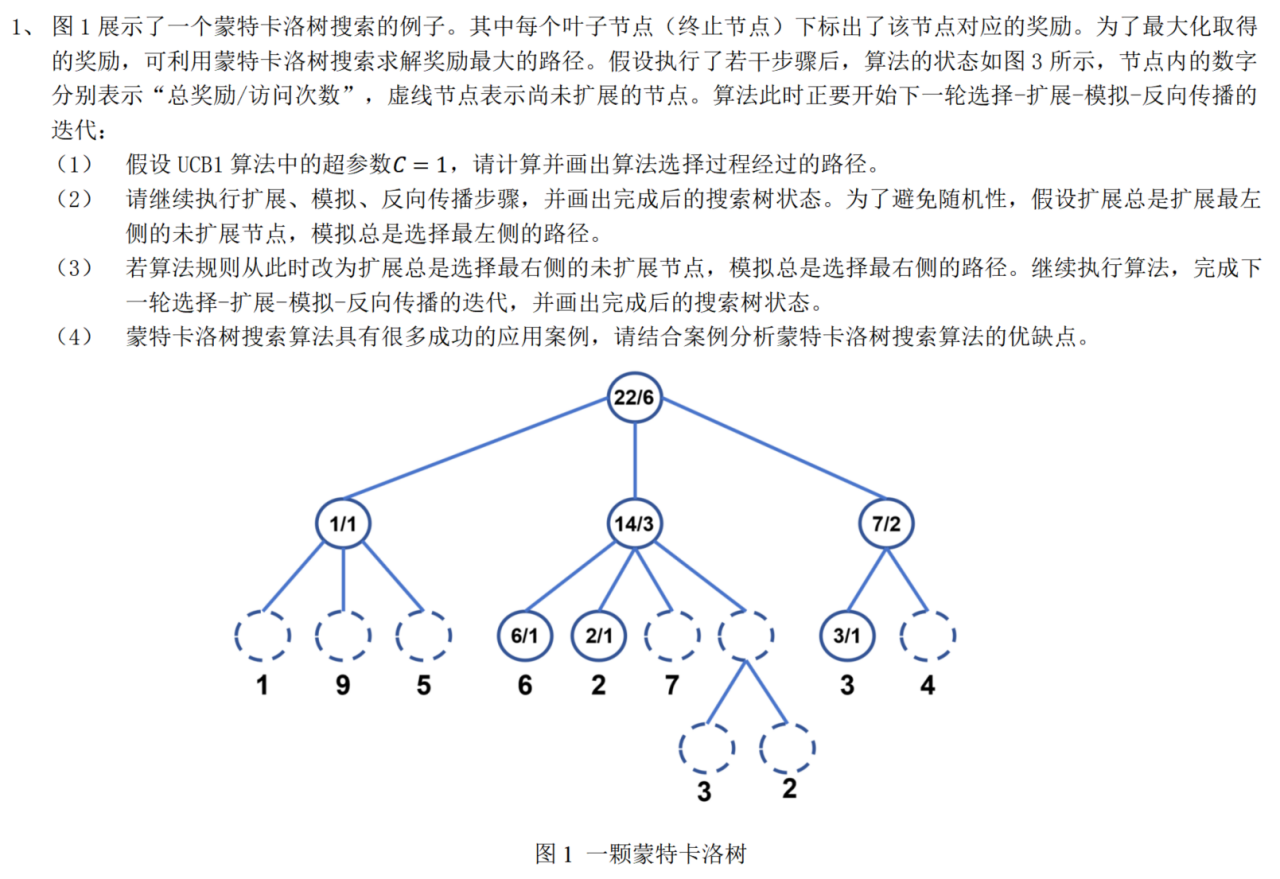 1、 图 1 展示了一个蒙特卡洛树搜索的例子。其中每个叶子节点（终止节点）下标出了该节点对应的奖励。为了最大化取得
的奖励，可利用蒙特卡洛树搜索求解奖励最大的路径。假设执行了若干步骤后，算法的状态如图 3 所示，节点内的数字
分别表示“总奖励/访问次数”，虚线节点表示尚未扩展的节点。算法此时正要开始下一轮选择-扩展-模拟-反向传播的
迭代：
（1） 假设 UCB1 算法中的超参数C = 1，请计算并画出算法选择过程经过的路径。
（2） 请继续执行扩展、模拟、反向传播步骤，并画出完成后的搜索树状态。为了避免随机性，假设扩展总是扩展最左
侧的未扩展节点，模拟总是选择最左侧的路径。
（3） 若算法规则从此时改为扩展总是选择最右侧的未扩展节点，模拟总是选择最右侧的路径。继续执行算法，完成下
一轮选择-扩展-模拟-反向传播的迭代，并画出完成后的搜索树状态。
（4） 蒙特卡洛树搜索算法具有很多成功的应用案例，请结合案例分析蒙特卡洛树搜索算法的优缺点。
22/6
1/1 14/3 7/2
6/1 2/1 3/1
1 9 5 6 2 7 3 4
3 2
图 1 一颗蒙特卡洛树